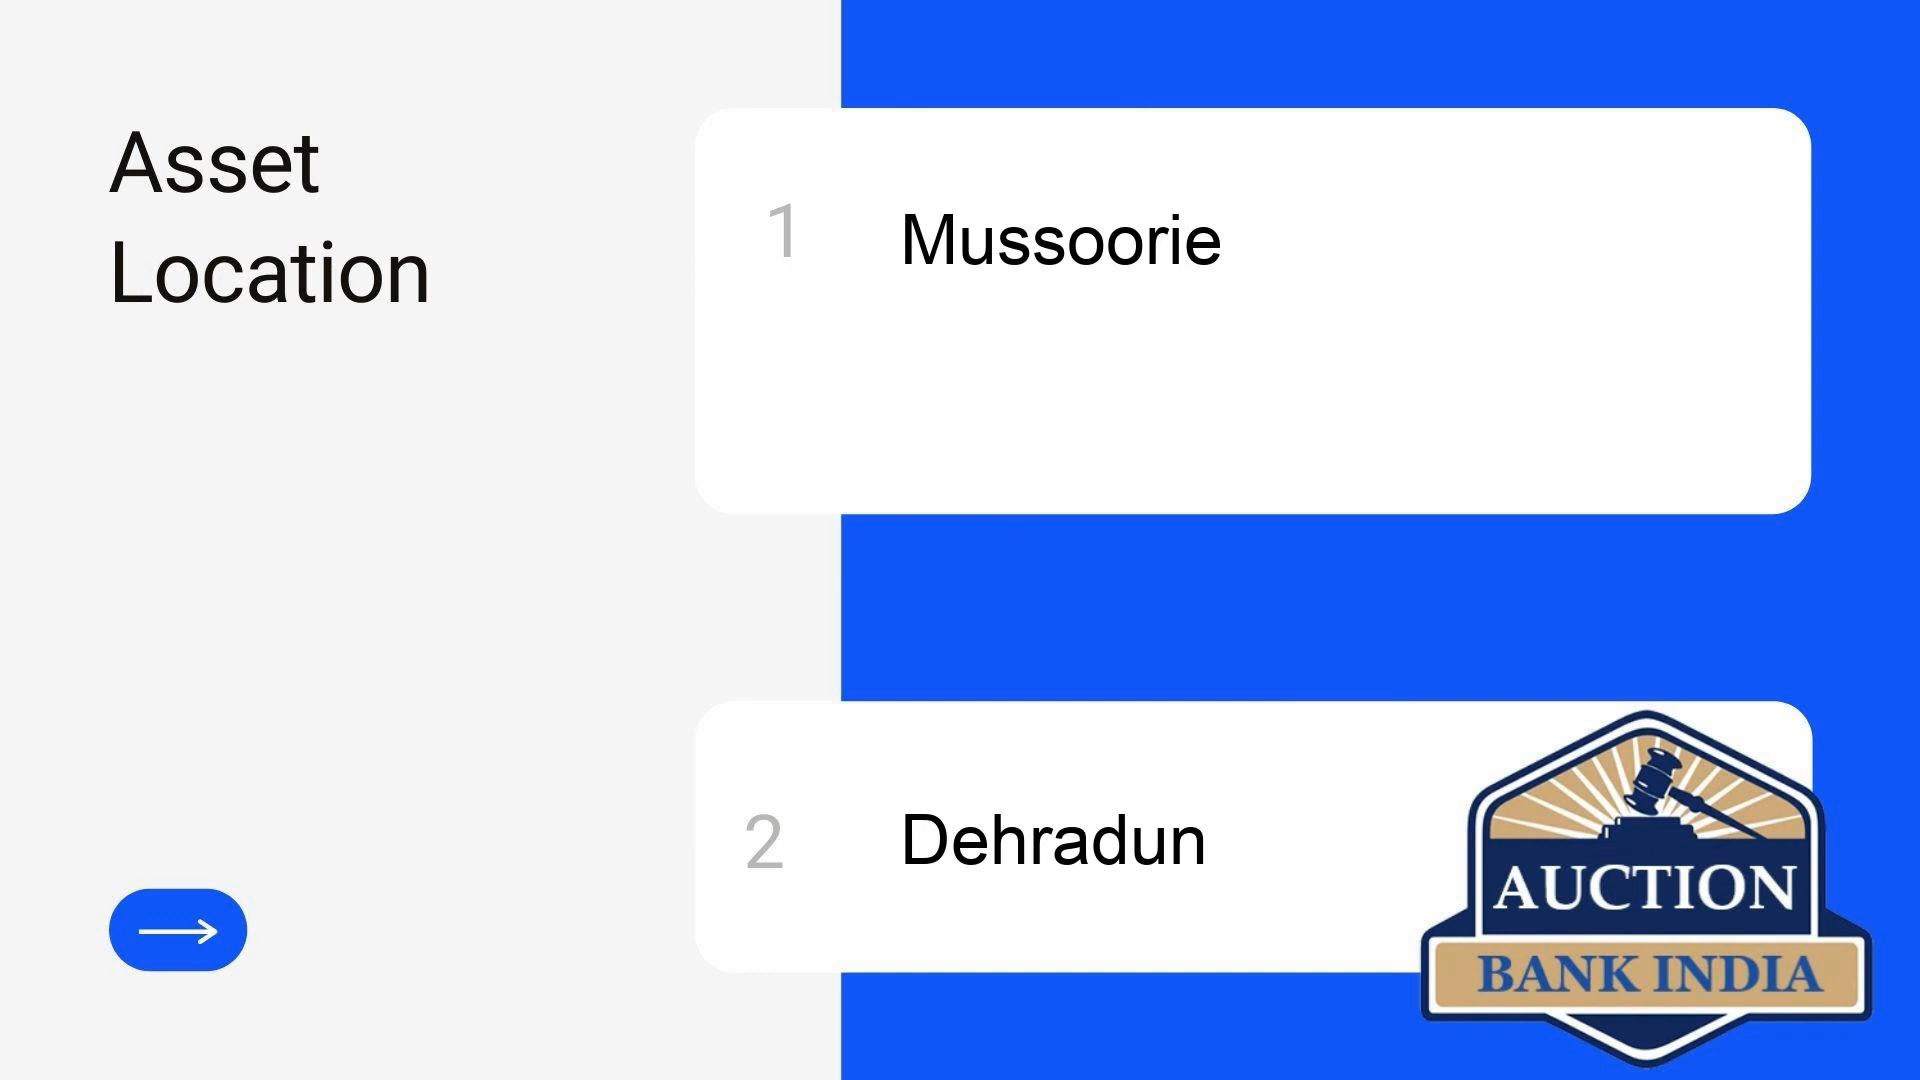 Asset
Location
1 Mussoorie
2 Dehradun
AUCTION
BANK INDIA